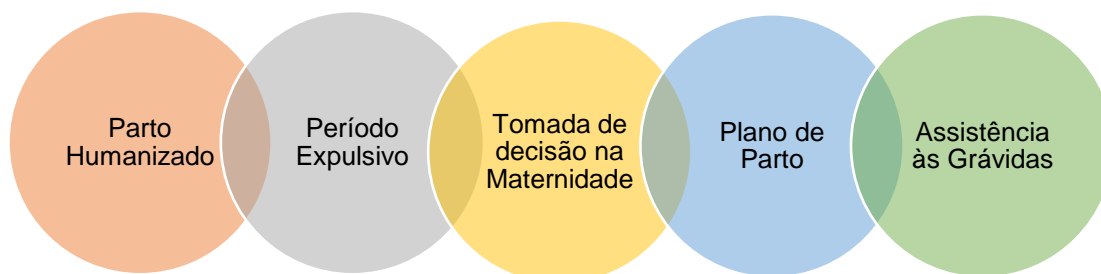 Parto
Humanizado
Período
Expulsivo
Tomada de
decisão na
Maternidade
Plano de
Parto
Assistência
às Grávidas